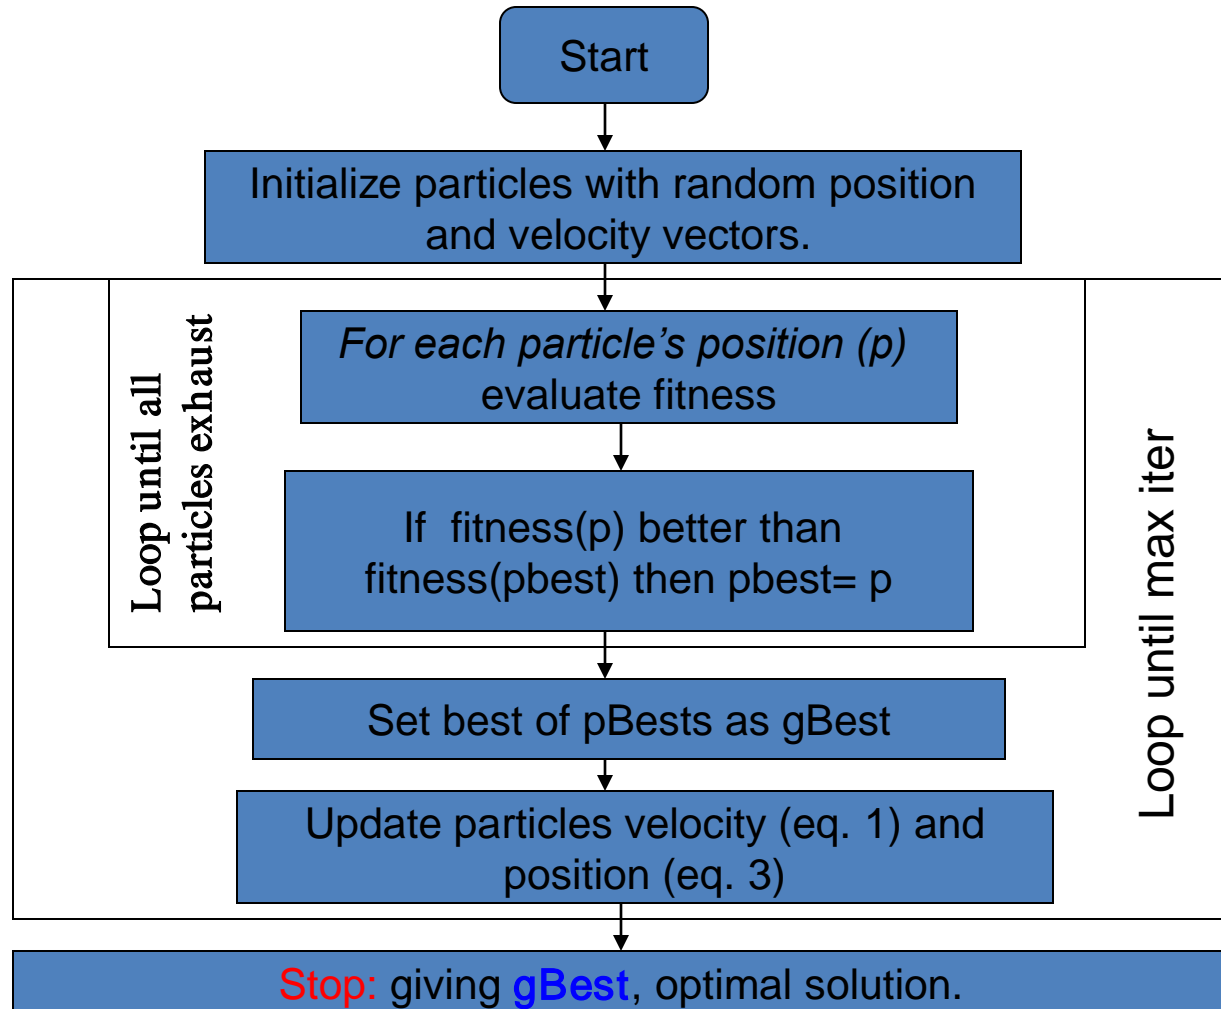 Start
Initialize particles with random position
and velocity vectors.
Loop until all
particles exhaust
For each particle’s position (p)
evaluate fitness
If fitness(p) better than
fitness(pbest) then pbest= p
Loop until max iter
Set best of pBests as gBest
Update particles velocity (eq. 1) and
position (eq. 3)
Stop: giving gBest, optimal solution.